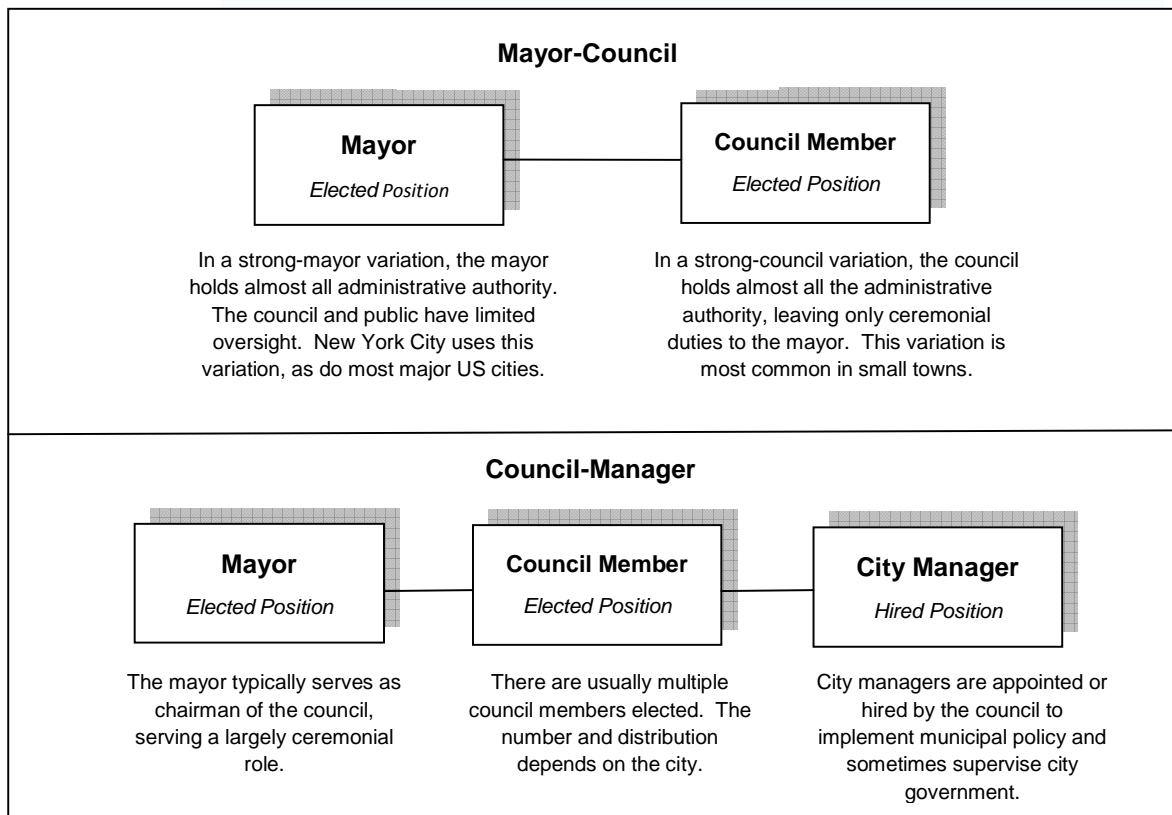 Mayor-Council
Mayor
Elected Position
Council Member
Elected Position
In a strong-mayor variation, the mayor
holds almost all administrative authority.
The council and public have limited
oversight.  New York City uses this
variation, as do most major US cities.
In a strong-council variation, the council
holds almost all the administrative
authority, leaving only ceremonial
duties to the mayor.  This variation is
most common in small towns.
Council-Manager
Mayor
Elected Position
Council Member
Elected Position
City Manager
Hired Position
The mayor typically serves as
chairman of the council,
serving a largely ceremonial
role.
There are usually multiple
council members elected.  The
number and distribution
depends on the city.
City managers are appointed or
hired by the council to
implement municipal policy and
sometimes supervise city
government.